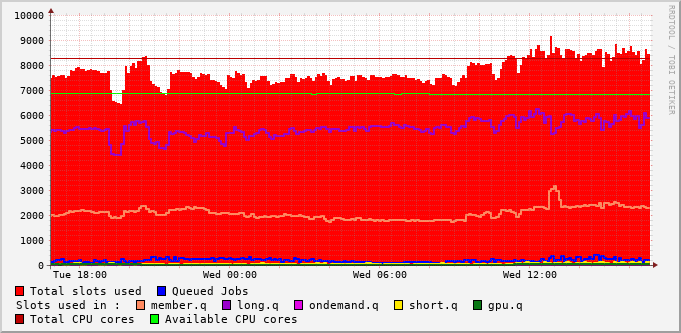 10000
9000
8000
7000
6000
5000
4000
3000
2000
1000
0
Tue 18:00 Wed 00:00 Wed 06:00 Wed 12:00
RRDTOOL / TOBI OETIKER
Total slots used Queued Jobs
Slots used in : member.q long.q ondemand.q short.q gpu.q
Total CPU cores Available CPU cores